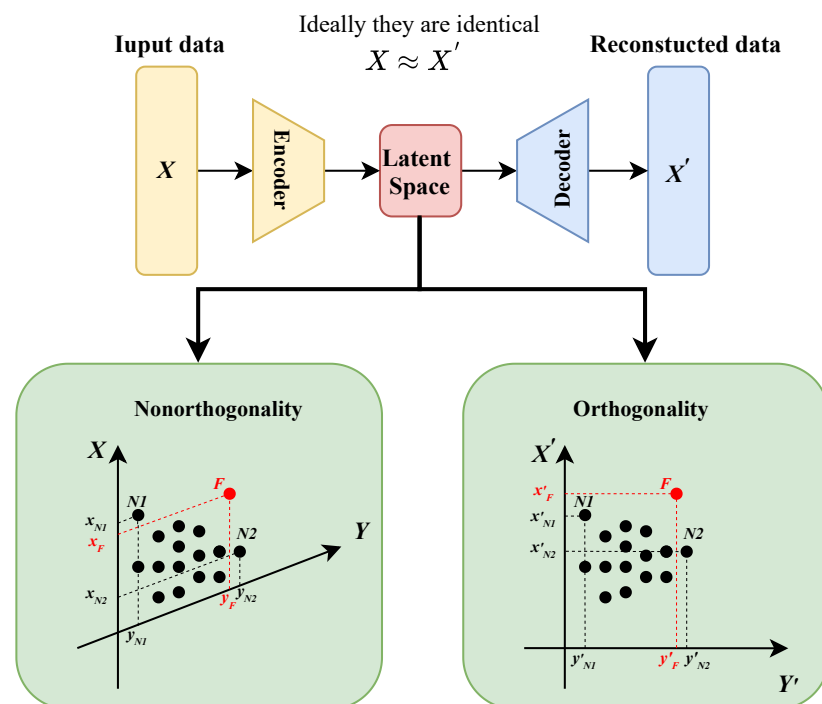 Ideally they are identical
X ≈ X′
Iuput data
Reconstucted data
X
Encoder
Latent
Space
Decoder
X′
Nonorthogonality
X
F
N1
x_N1
x_F
N2
Y
x_N2
y_F
y_N2
y_N1
Orthogonality
X′
x′_F
F
N1
x′_N1
N2
x′_N2
y′_N1
y′_F
y′_N2
Y′